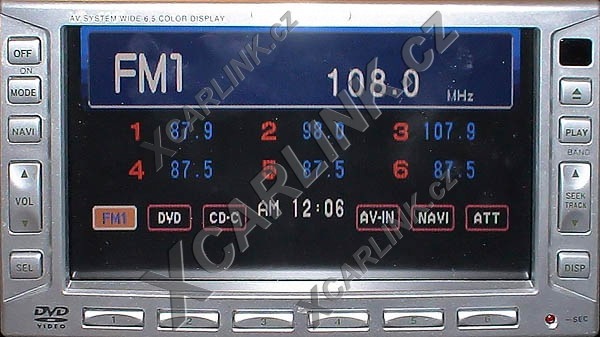 AV SYSTEM WIDE 6.5 COLOR DISPLAY
OFF
ON
MODE
NAVI
VOL
SEL
FM1 108.0 MHz
1 87.9 2 98.0 3 107.9
4 87.5 5 87.5 6 87.5
FM1 DVD CD-C AM 12:06 AV-IN NAVI ATT
PLAY
BAND
SEEK
TRACK
DISP
DVD
VIDEO
1 2 3 4 5 6
SEC
XCARLINK.cz
XCARLINK.cz
XCARLINK.cz